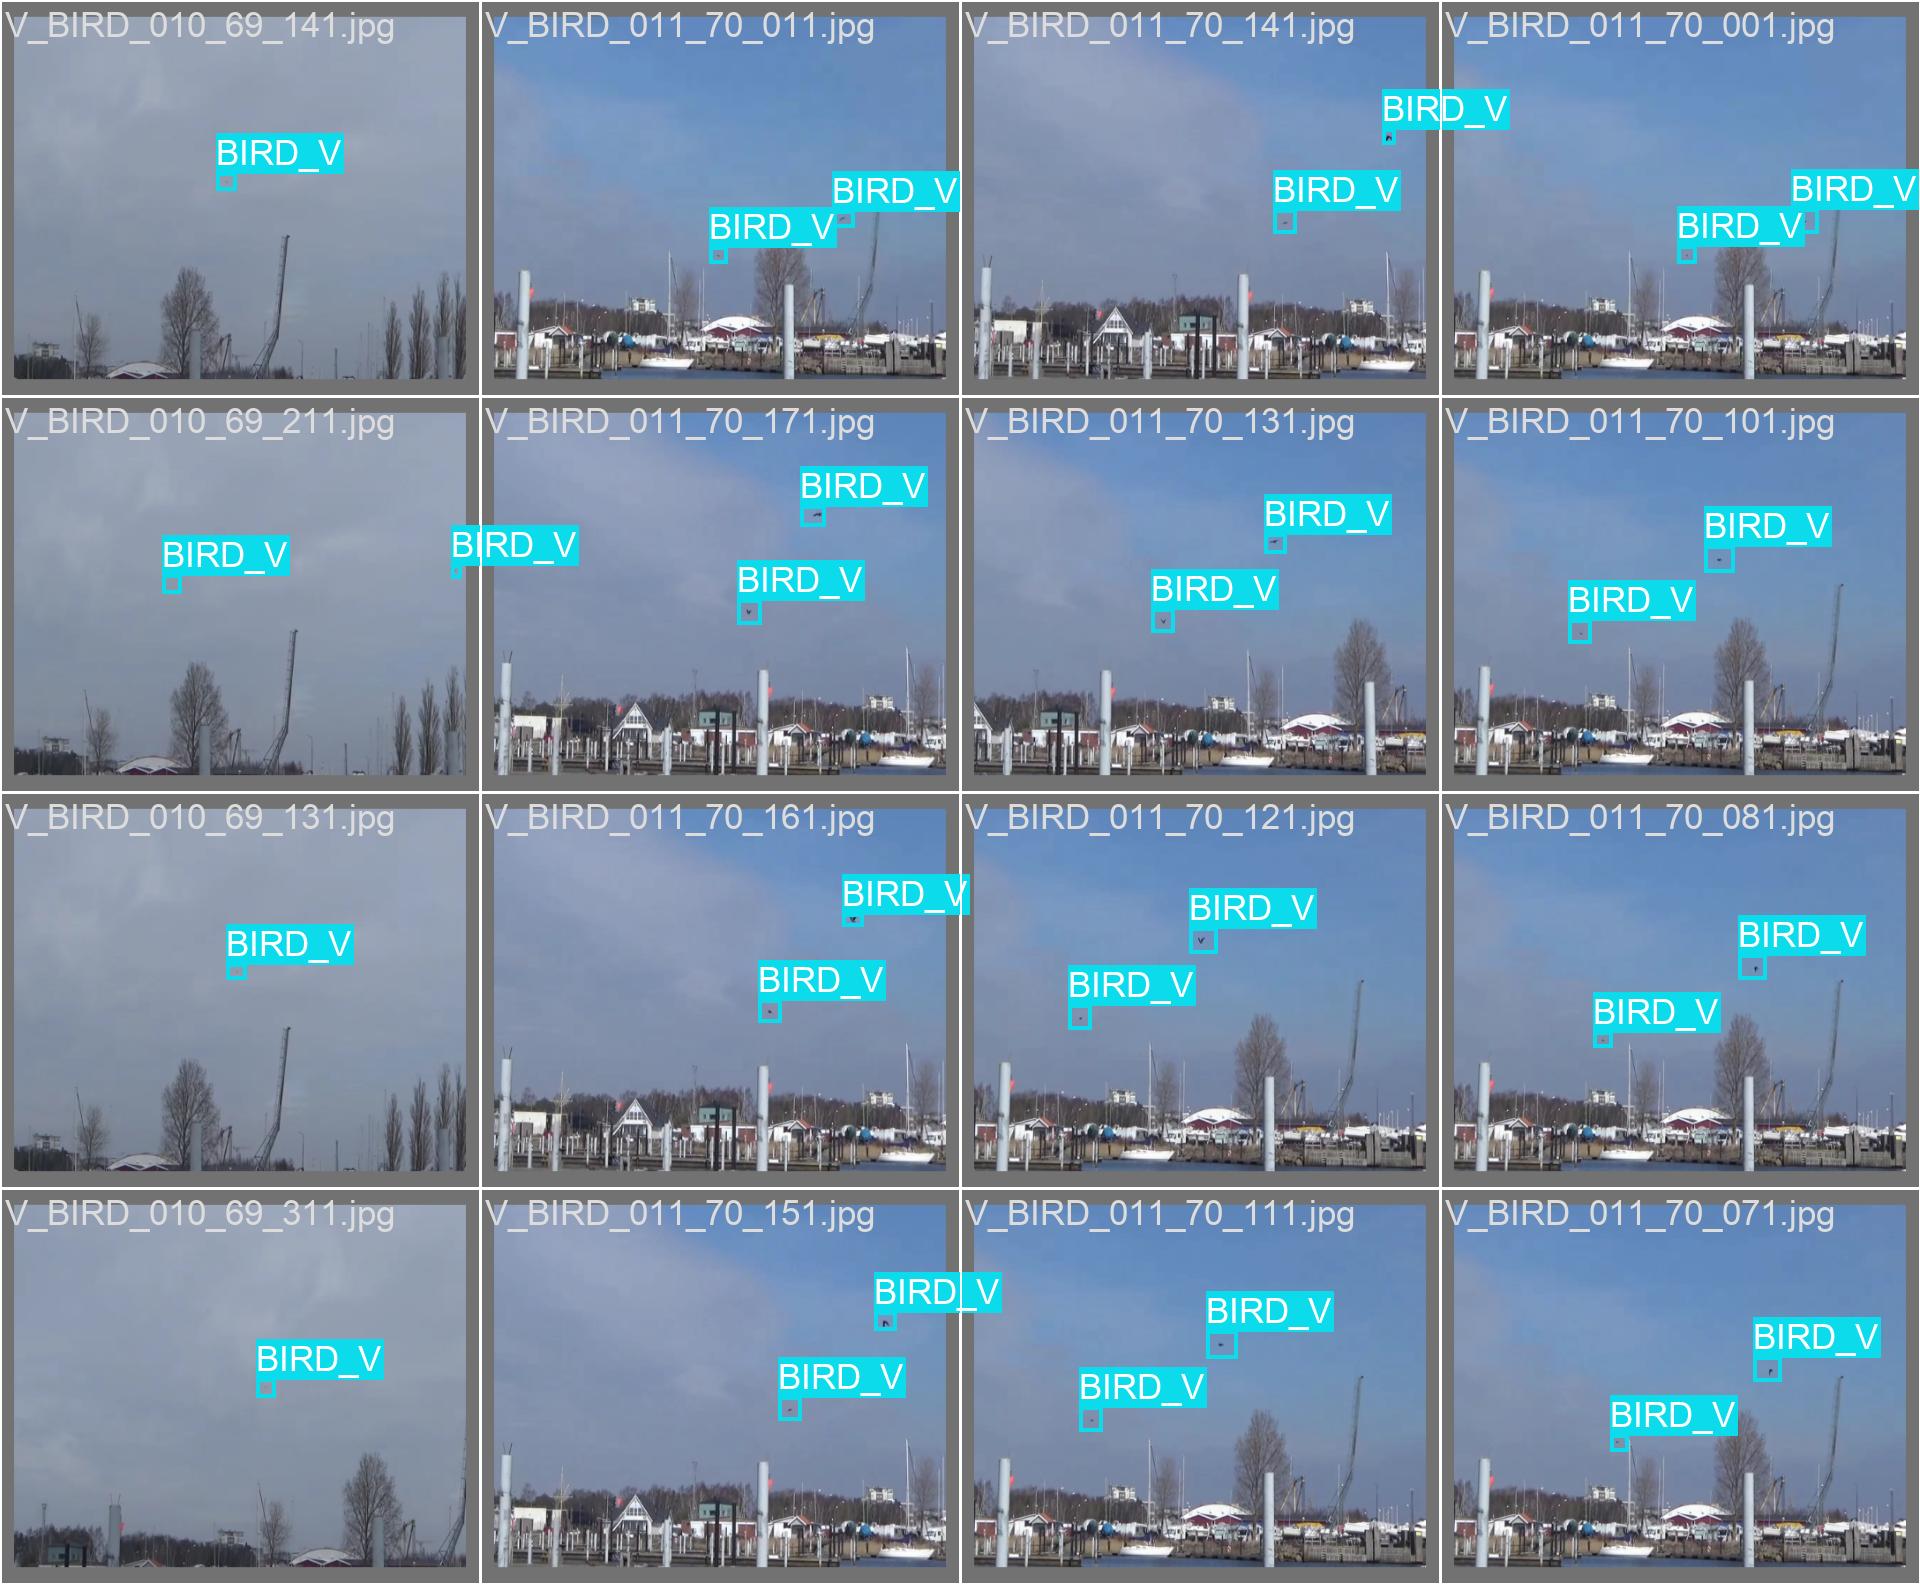 V_BIRD_010_69_141.jpg
BIRD_V
V_BIRD_011_70_011.jpg
BIRD_V
BIRD_V
V_BIRD_011_70_141.jpg
BIRD_V
BIRD_V
V_BIRD_011_70_001.jpg
BIRD_V
BIRD_V
V_BIRD_010_69_211.jpg
BIRD_V
BIRD_V
V_BIRD_011_70_171.jpg
BIRD_V
BIRD_V
V_BIRD_011_70_131.jpg
BIRD_V
BIRD_V
V_BIRD_011_70_101.jpg
BIRD_V
BIRD_V
V_BIRD_010_69_131.jpg
BIRD_V
V_BIRD_011_70_161.jpg
BIRD_V
BIRD_V
V_BIRD_011_70_121.jpg
BIRD_V
BIRD_V
V_BIRD_011_70_081.jpg
BIRD_V
BIRD_V
V_BIRD_010_69_311.jpg
BIRD_V
V_BIRD_011_70_151.jpg
BIRD_V
BIRD_V
V_BIRD_011_70_111.jpg
BIRD_V
BIRD_V
V_BIRD_011_70_071.jpg
BIRD_V
BIRD_V